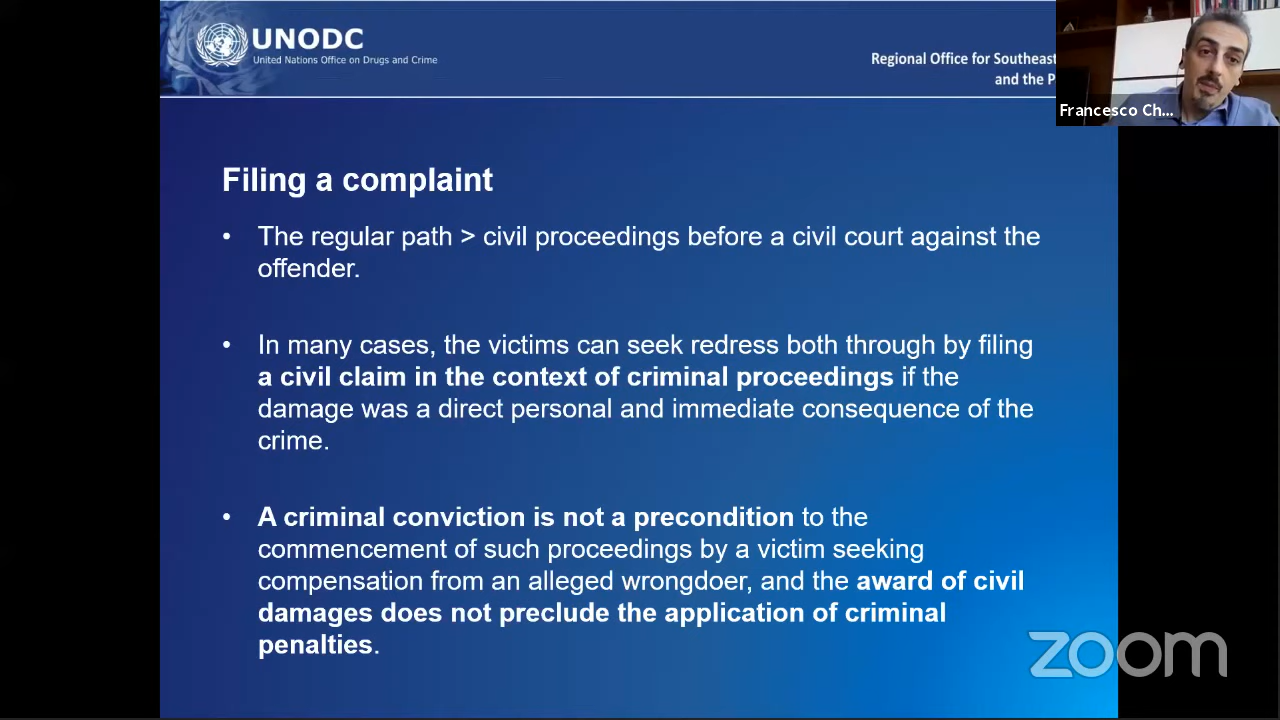 UNODC
United Nations Office on Drugs and Crime
Regional Office for Southeast
and the P
Francesco Ch...
Filing a complaint
• The regular path > civil proceedings before a civil court against the
offender.
• In many cases, the victims can seek redress both through by filing
a civil claim in the context of criminal proceedings if the
damage was a direct personal and immediate consequence of the
crime.
• A criminal conviction is not a precondition to the
commencement of such proceedings by a victim seeking
compensation from an alleged wrongdoer, and the award of civil
damages does not preclude the application of criminal
penalties.
zoom